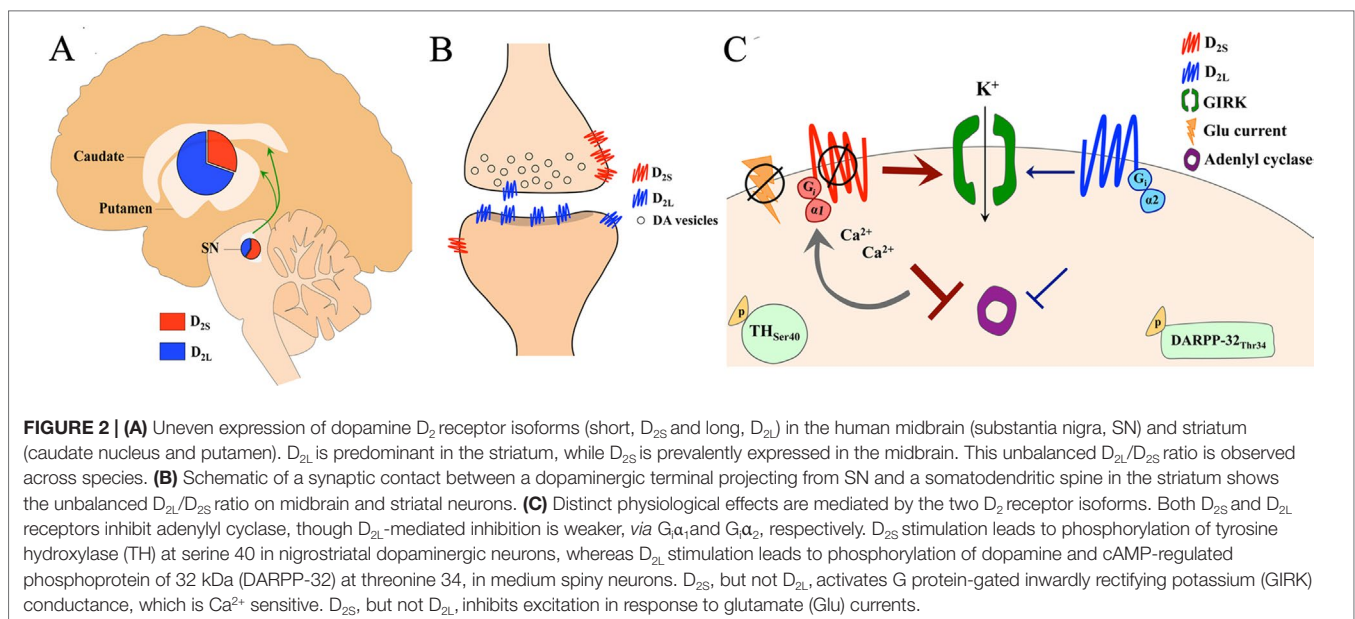 A
Caudate
Putamen
SN
D2S
D2L
B
D2S
D2L
DA vesicles
C
D2S
D2L
GIRK
Glu current
Adenlyl cyclase
K+
Gi
α1
Gi
α2
Ca2+
Ca2+
p
THSer40
p
DARPP-32Thr34
FIGURE 2 | (A) Uneven expression of dopamine D2 receptor isoforms (short, D2S and long, D2L) in the human midbrain (substantia nigra, SN) and striatum
(caudate nucleus and putamen). D2L is predominant in the striatum, while D2S is prevalently expressed in the midbrain. This unbalanced D2L/D2S ratio is observed
across species. (B) Schematic of a synaptic contact between a dopaminergic terminal projecting from SN and a somatodendritic spine in the striatum shows
the unbalanced D2L/D2S ratio on midbrain and striatal neurons. (C) Distinct physiological effects are mediated by the two D2 receptor isoforms. Both D2S and D2L
receptors inhibit adenylyl cyclase, though D2L-mediated inhibition is weaker, via Giα1 and Giα2, respectively. D2S stimulation leads to phosphorylation of tyrosine
hydroxylase (TH) at serine 40 in nigrostriatal dopaminergic neurons, whereas D2L stimulation leads to phosphorylation of dopamine and cAMP-regulated
phosphoprotein of 32 kDa (DARPP-32) at threonine 34, in medium spiny neurons. D2S, but not D2L, activates G protein-gated inwardly rectifying potassium (GIRK)
conductance, which is Ca2+ sensitive. D2S, but not D2L, inhibits excitation in response to glutamate (Glu) currents.